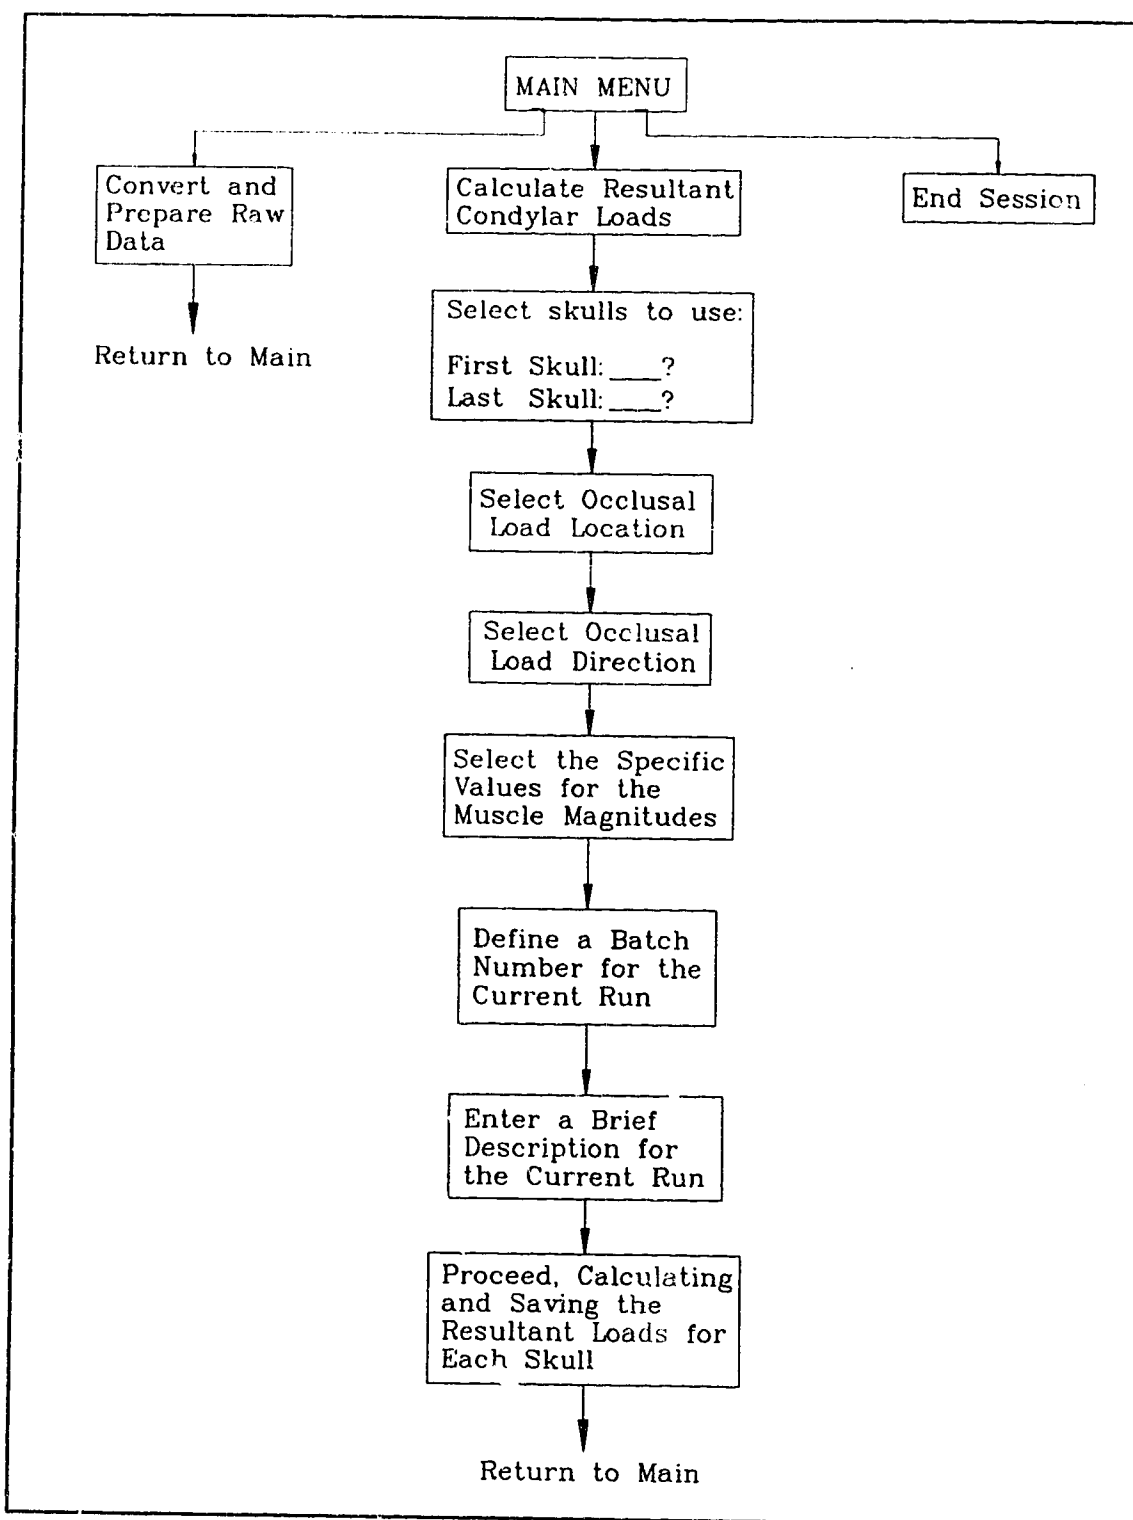 MAIN MENU
Convert and
Prepare Raw
Data
Return to Main
Calculate Resultant
Condylar Loads
End Session
Select skulls to use:
First Skull: ____?
Last Skull: ____?
Select Occlusal
Load Location
Select Occlusal
Load Direction
Select the Specific
Values for the
Muscle Magnitudes
Define a Batch
Number for the
Current Run
Enter a Brief
Description for
the Current Run
Proceed, Calculating
and Saving the
Resultant Loads for
Each Skull
Return to Main